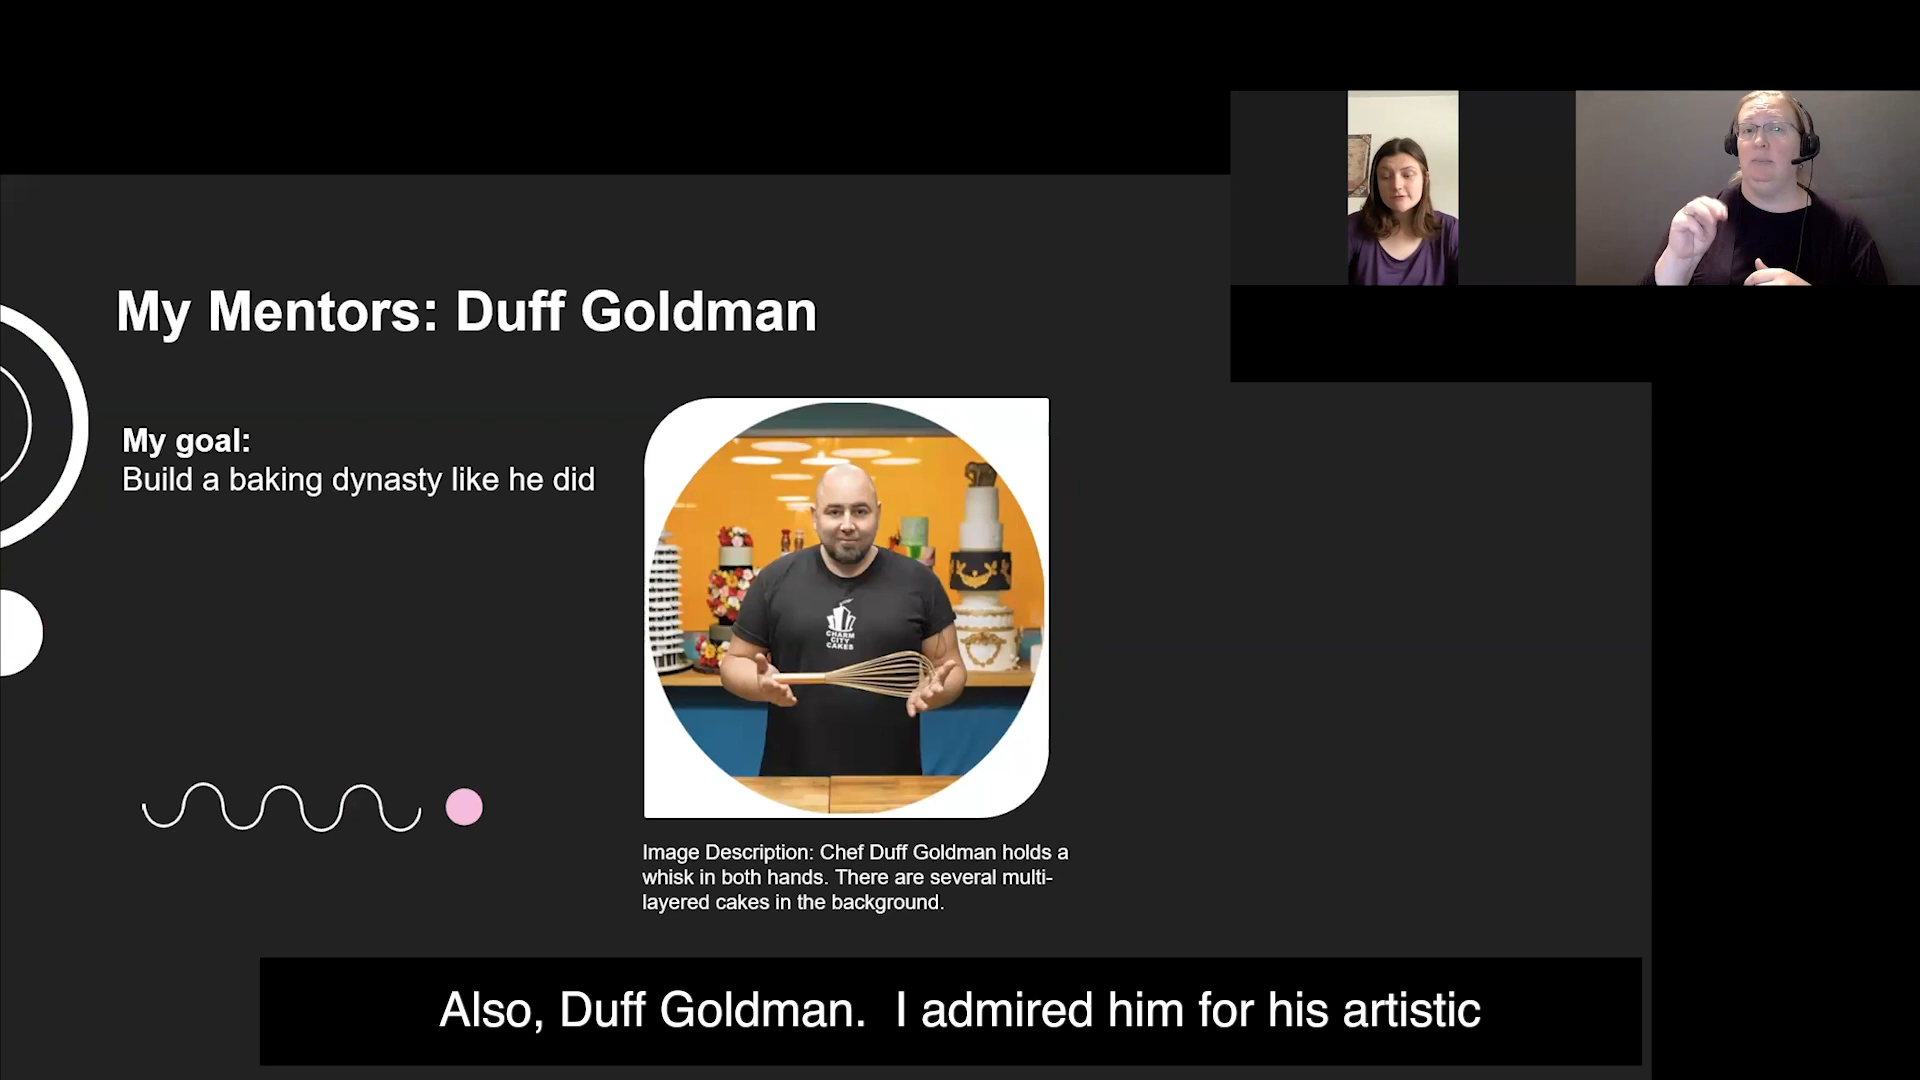 My Mentors: Duff Goldman
My goal:
Build a baking dynasty like he did
CHARM
CITY
CAKES
Image Description: Chef Duff Goldman holds a
whisk in both hands. There are several multi-
layered cakes in the background.
Also, Duff Goldman.  I admired him for his artistic